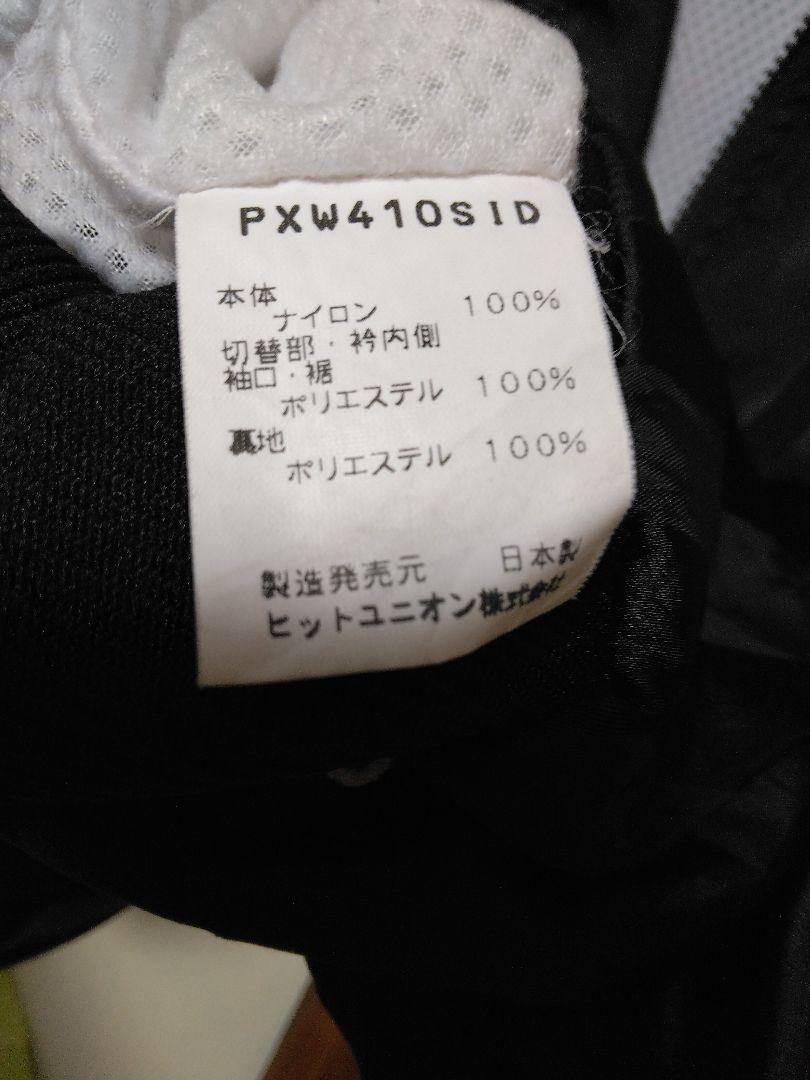 PXW410SID
本体
ナイロン 100%
切替部・衿内側
袖口・裾
ポリエステル 100%
裏地
ポリエステル 100%
製造発売元 日本製
ヒットユニオン株式会社